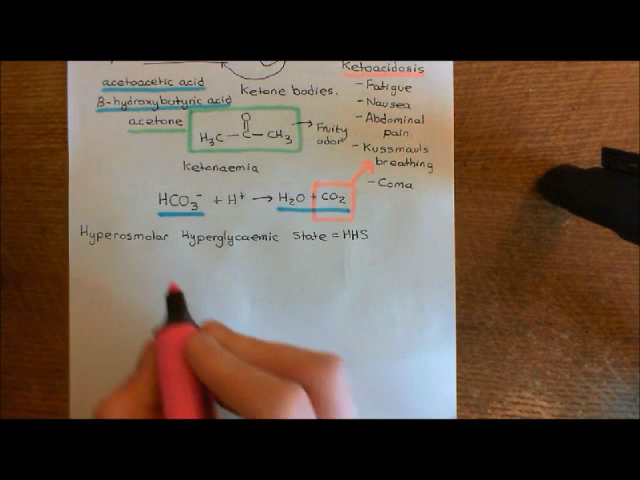 Ketoacidosis
acetoacetic acid
Ketone bodies.
- Fatigue
β-hydroxybutyric acid
- Nausea
acetone
O
H₃C - C - CH₃
Fruity
odor
- Abdominal
pain.
ketonaemia
- Kussmauls
breathing
- Coma
HCO₃⁻ + H⁺ → H₂O + CO₂
Hyperosmolar Hyperglycaemic State = HHS